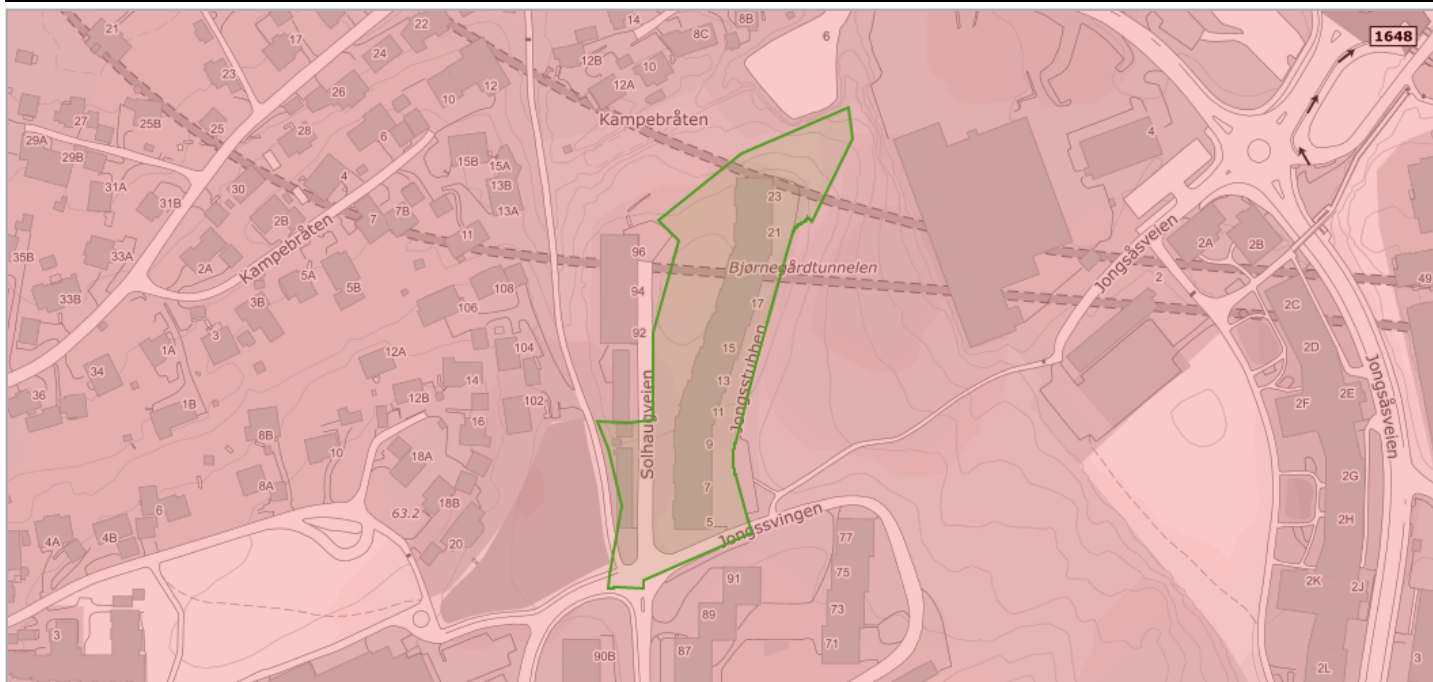 21
17
22
24
14
8B
8C
6
1648
23
12B
10
12A
26
10
12
27
25B
25
28
6
Kampebråten
4
29A
29B
15B
15A
31A
30
4
13B
31B
2B
7
7B
13A
23
11
21
35B
33A
2A
Kampebråten
96
2A
2B
5A
5B
Bjørnegårdtunnelen
Jongsåsveien
2
49
33B
3B
108
94
17
106
2C
3
92
1A
104
15
2D
34
12A
14
13
Jongsstubben
36
12B
2E
Jongsåsveien
1B
102
11
2F
8B
16
10
9
18A
Solhaugveien
2G
8A
7
6
18B
63.2
5
Jongssvingen
2H
4A
4B
20
77
91
75
2K
2J
3
89
73
90B
87
71
2L
3